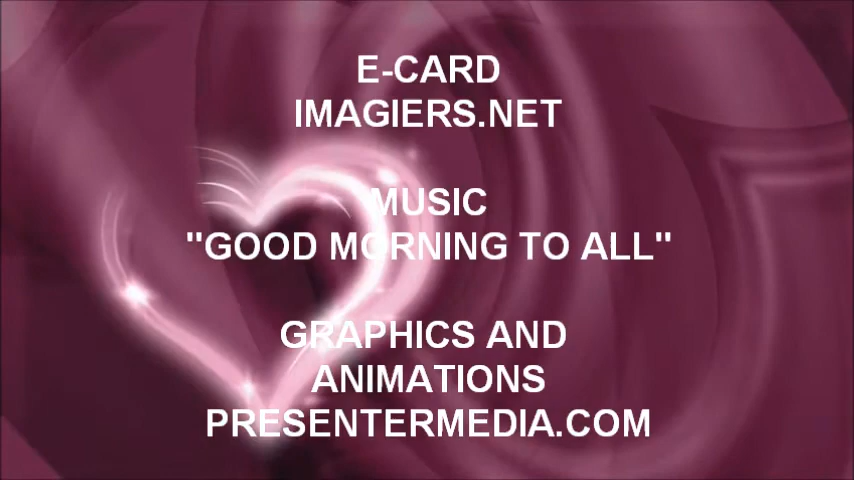 E-CARD
IMAGIERS.NET
MUSIC
"GOOD MORNING TO ALL"
GRAPHICS AND
ANIMATIONS
PRESENTERMEDIA.COM